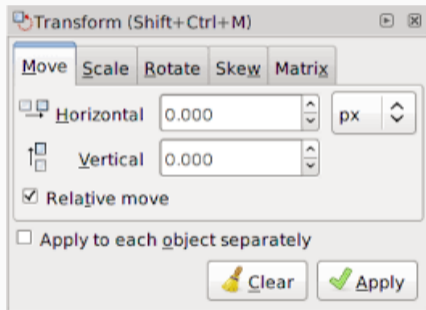 Transform (Shift+Ctrl+M)
Move Scale Rotate Skew Matrix
Horizontal 0.000 px
Vertical 0.000
Relative move
Apply to each object separately
Clear Apply